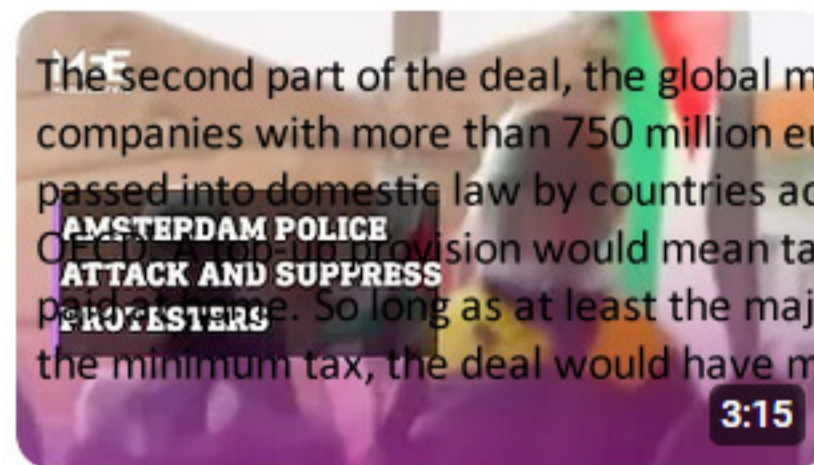 MEE
The second part of the deal, the global m
companies with more than 750 million eu
passed into domestic law by countries ac
OECD. A top-up provision would mean ta
paid at home. So long as at least the maj
the minimum tax, the deal would have m
AMSTERDAM POLICE
ATTACK AND SUPPRESS
PROTESTERS
3:15